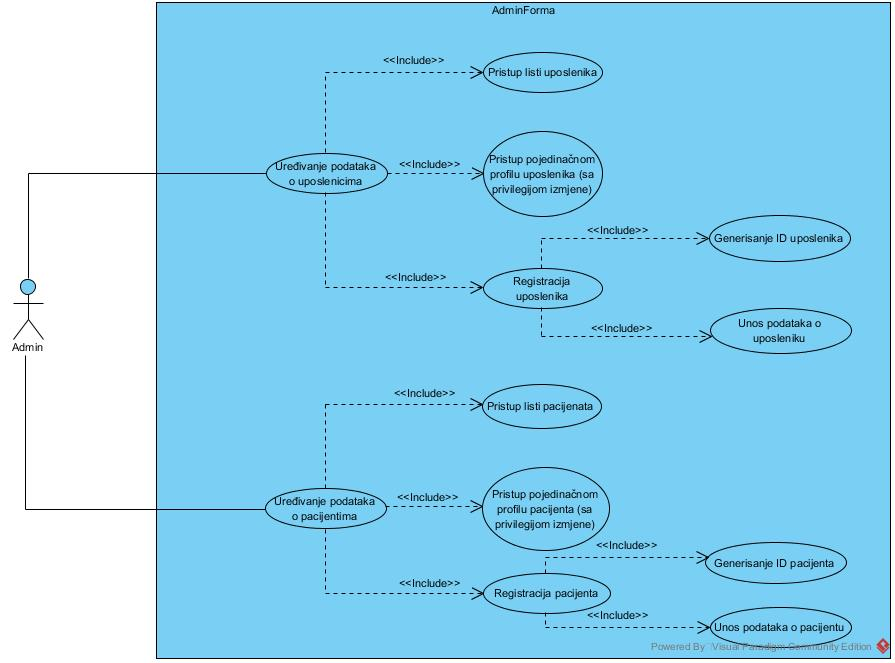 AdminForma
<<Include>>
Pristup listi uposlenika
Uređivanje podataka
o uposlenicima
<<Include>>
Pristup pojedinačnom
profilu uposlenika (sa
privilegijom izmjene)
<<Include>>
Generisanje ID uposlenika
<<Include>>
Registracija
uposlenika
<<Include>>
Unos podataka o
uposleniku
Admin
<<Include>>
Pristup listi pacijenata
Uređivanje podataka
o pacijentima
<<Include>>
Pristup pojedinačnom
profilu pacijenta (sa
privilegijom izmjene)
<<Include>>
Generisanje ID pacijenta
<<Include>>
Registracija pacijenta
<<Include>>
Unos podataka o pacijentu
Powered By Visual Paradigm Community Edition